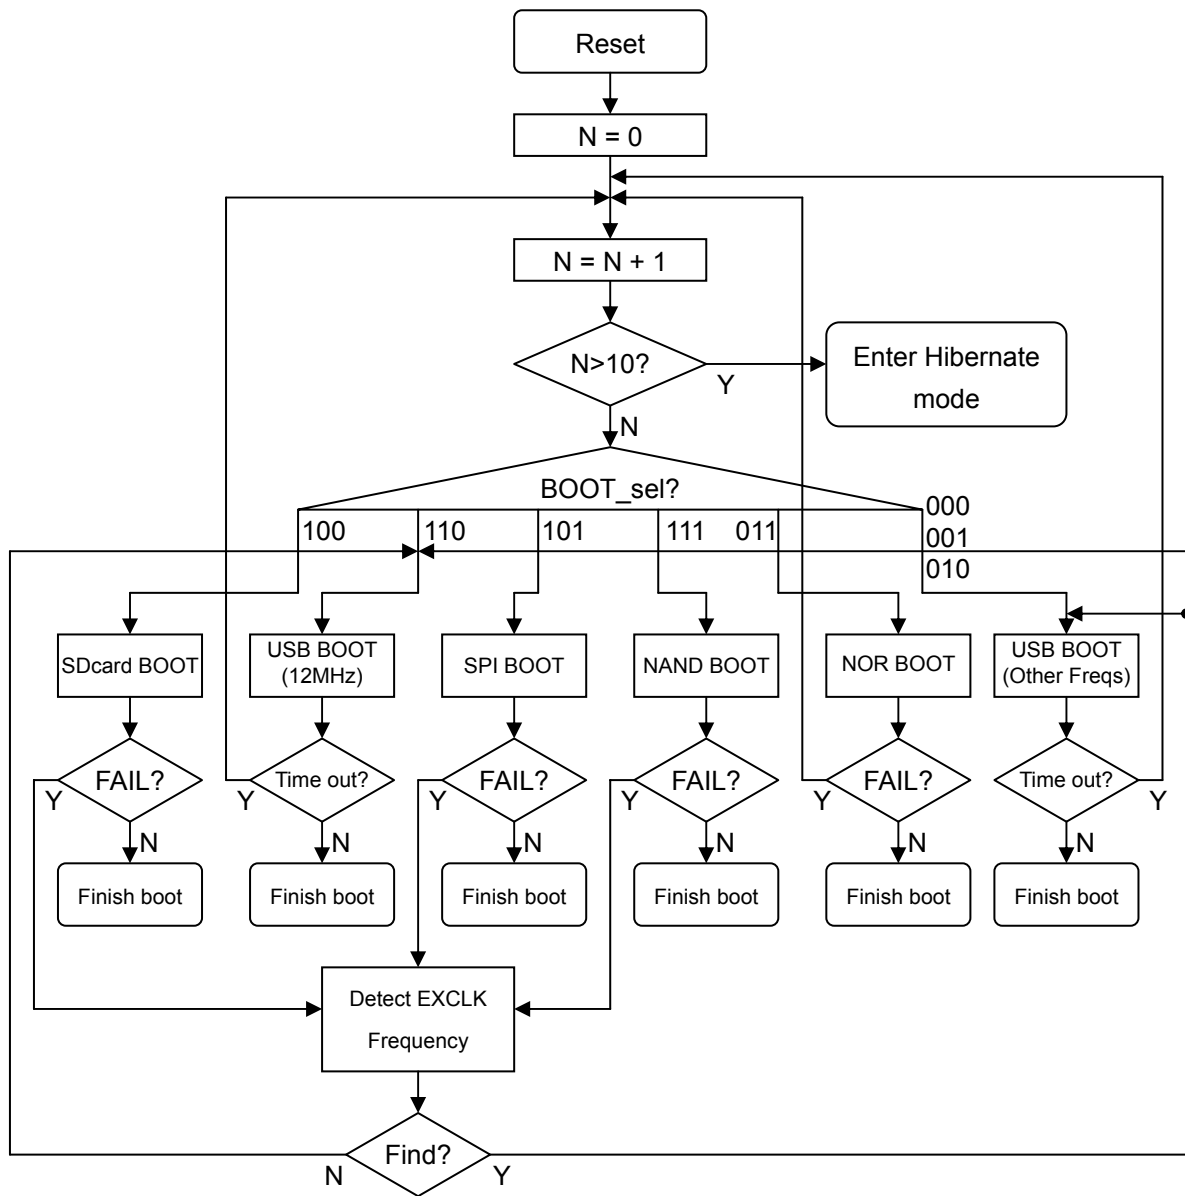 Reset
N = 0
N = N + 1
N>10?
Y
Enter Hibernate
mode
N
BOOT_sel?
100
110
101
111
011
000
001
010
SDcard BOOT
USB BOOT
(12MHz)
SPI BOOT
NAND BOOT
NOR BOOT
USB BOOT
(Other Freqs)
FAIL?
Y
N
Time out?
Y
N
FAIL?
Y
N
FAIL?
Y
N
FAIL?
Y
N
Time out?
Y
N
Finish boot
Finish boot
Finish boot
Finish boot
Finish boot
Finish boot
Detect EXCLK
Frequency
Find?
N
Y